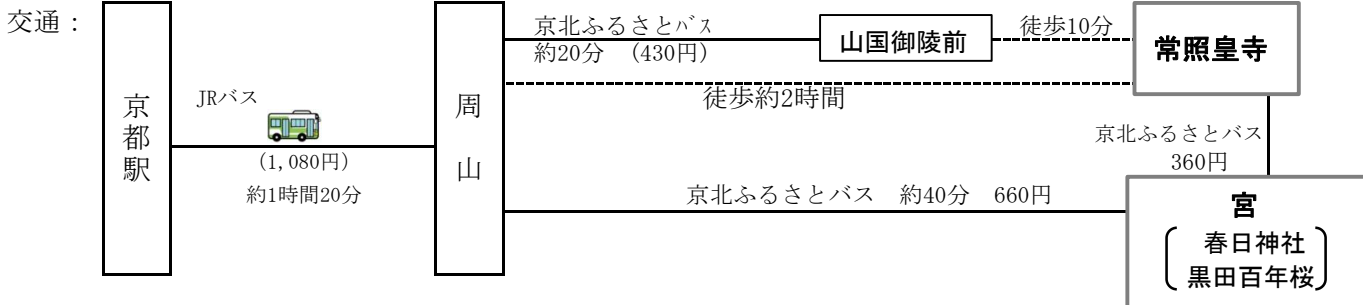 交通：
京都駅
JRバス
(1,080円)
約1時間20分
周山
京北ふるさとバス
約20分 (430円)
山国御陵前
徒歩10分
常照皇寺
徒歩約2時間
京北ふるさとバス
360円
京北ふるさとバス 約40分 660円
宮
春日神社
黒田百年桜